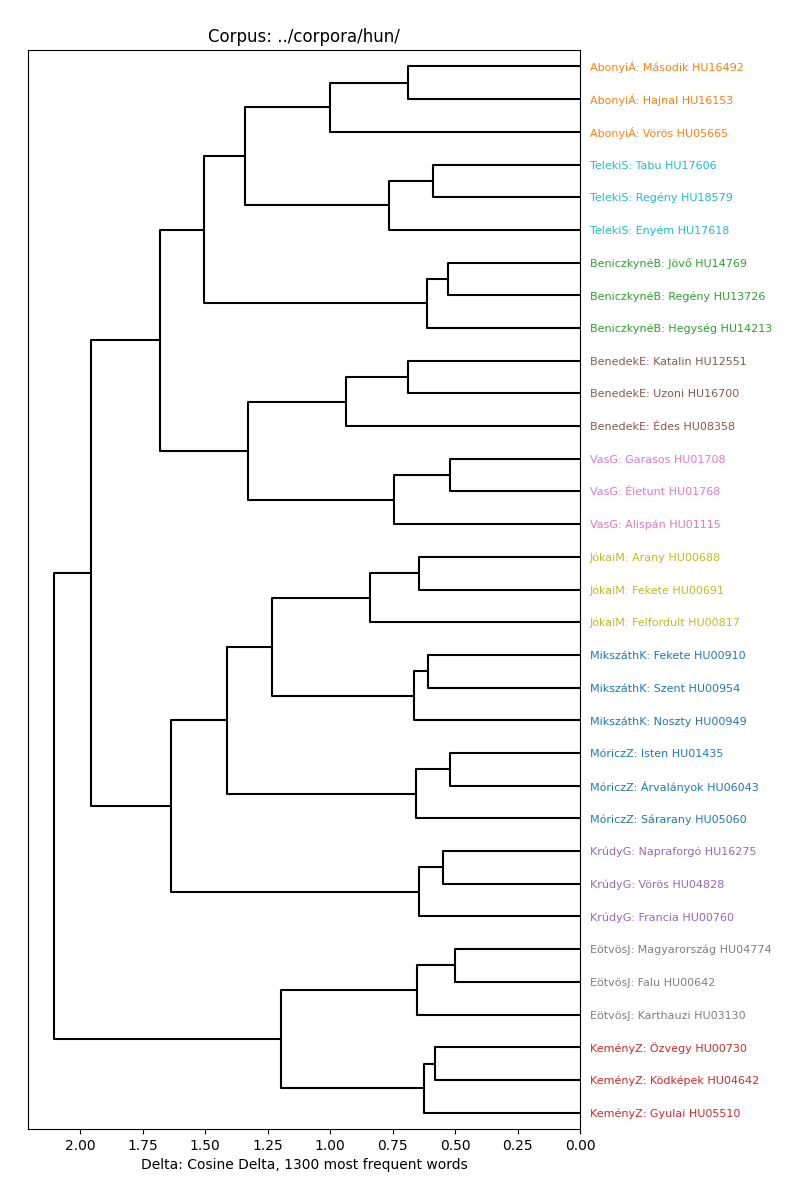 Corpus: ../corpora/hun/
AbonyiÁ: Második HU16492
AbonyiÁ: Hajnal HU16153
AbonyiÁ: Vörös HU05665
TelekiS: Tabu HU17606
TelekiS: Regény HU18579
TelekiS: Enyém HU17618
BeniczkynéB: Jövő HU14769
BeniczkynéB: Regény HU13726
BeniczkynéB: Hegység HU14213
BenedekE: Katalin HU12551
BenedekE: Uzoni HU16700
BenedekE: Édes HU08358
VasG: Garasos HU01708
VasG: Életunt HU01768
VasG: Alispán HU01115
JókaiM: Arany HU00688
JókaiM: Fekete HU00691
JókaiM: Felfordult HU00817
MikszáthK: Fekete HU00910
MikszáthK: Szent HU00954
MikszáthK: Noszty HU00949
MóriczZ: Isten HU01435
MóriczZ: Árvalányok HU06043
MóriczZ: Sárarany HU05060
KrúdyG: Napraforgó HU16275
KrúdyG: Vörös HU04828
KrúdyG: Francia HU00760
EötvösJ: Magyarország HU04774
EötvösJ: Falu HU00642
EötvösJ: Karthauzi HU03130
KeményZ: Özvegy HU00730
KeményZ: Ködképek HU04642
KeményZ: Gyulai HU05510
2.00 1.75 1.50 1.25 1.00 0.75 0.50 0.25 0.00
Delta: Cosine Delta, 1300 most frequent words